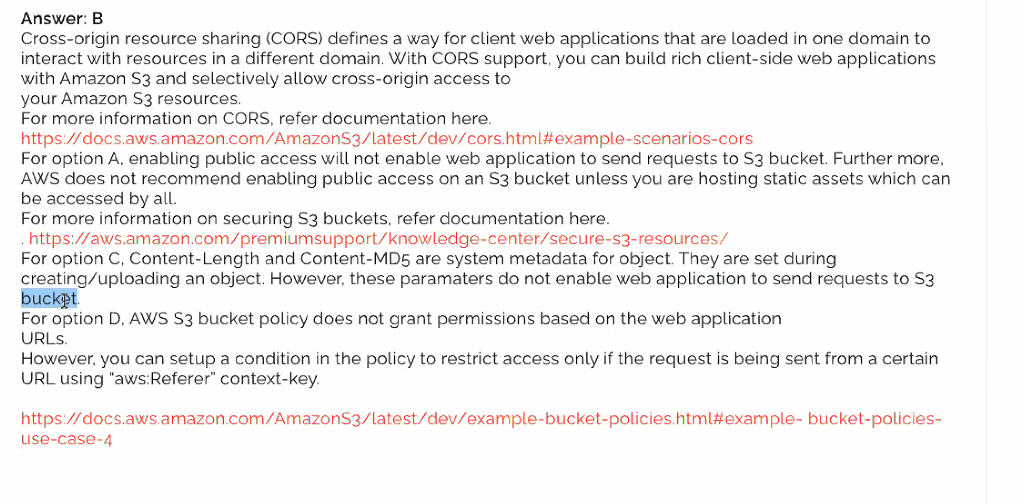 Answer: B
Cross-origin resource sharing (CORS) defines a way for client web applications that are loaded in one domain to
interact with resources in a different domain. With CORS support, you can build rich client-side web applications
with Amazon S3 and selectively allow cross-origin access to
your Amazon S3 resources.
For more information on CORS, refer documentation here.
https://docs.aws.amazon.com/AmazonS3/latest/dev/cors.html#example-scenarios-cors
For option A, enabling public access will not enable web application to send requests to S3 bucket. Further more,
AWS does not recommend enabling public access on an S3 bucket unless you are hosting static assets which can
be accessed by all.
For more information on securing S3 buckets, refer documentation here.
. https://aws.amazon.com/premiumsupport/knowledge-center/secure-s3-resources/
For option C, Content-Length and Content-MD5 are system metadata for object. They are set during
creating/uploading an object. However, these paramaters do not enable web application to send requests to S3
bucket.
For option D, AWS S3 bucket policy does not grant permissions based on the web application
URLs.
However, you can setup a condition in the policy to restrict access only if the request is being sent from a certain
URL using “aws:Referer” context-key.
https://docs.aws.amazon.com/AmazonS3/latest/dev/example-bucket-policies.html#example- bucket-policies-
use-case-4